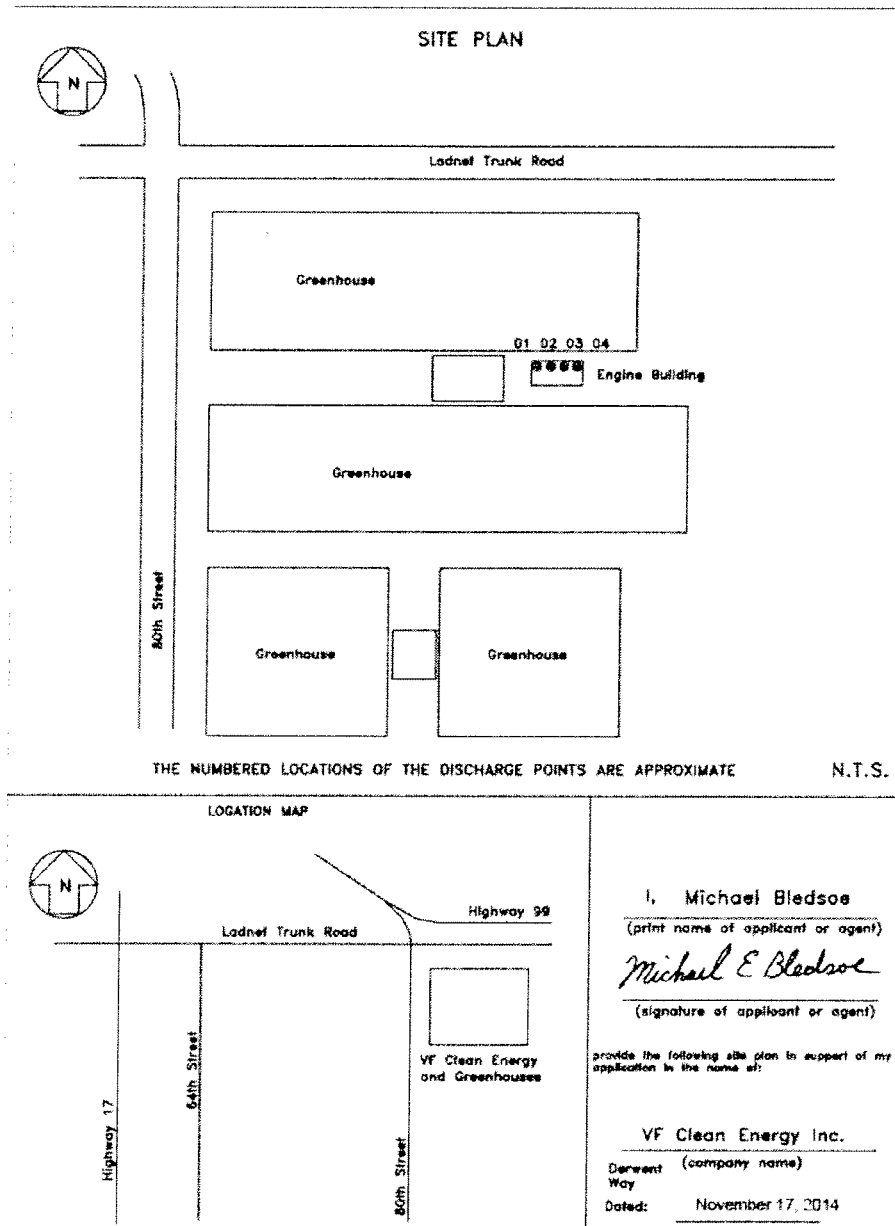 SITE PLAN
N
Ladnef Trunk Road
Greenhouse
01 02 03 04
Engine Building
Greenhouse
80th Street
Greenhouse
Greenhouse
THE NUMBERED LOCATIONS OF THE DISCHARGE POINTS ARE APPROXIMATE
N.T.S.
LOCATION MAP
N
Highway 99
Ladnef Trunk Road
64th Street
VF Clean Energy
and Greenhouses
Highway 17
80th Street
I, Michael Bledsoe
(print name of applicant or agent)
Michael E Bledsoe
(signature of applicant or agent)
provide the following site plan in support of my
application in the name of:
VF Clean Energy Inc.
(company name)
Derwent
Way
Dated: November 17, 2014